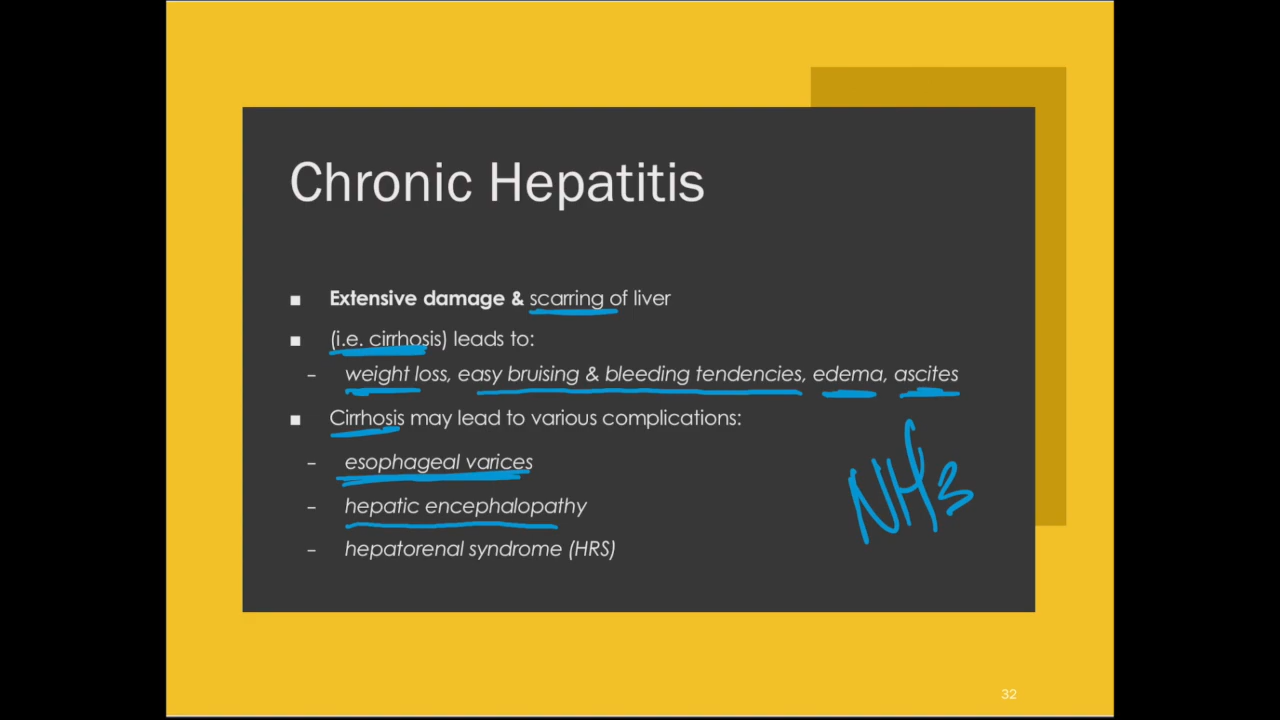 Chronic Hepatitis
■ Extensive damage & scarring of liver
■ (i.e. cirrhosis) leads to:
– weight loss, easy bruising & bleeding tendencies, edema, ascites
■ Cirrhosis may lead to various complications:
– esophageal varices
– hepatic encephalopathy
NH3
– hepatorenal syndrome (HRS)
32